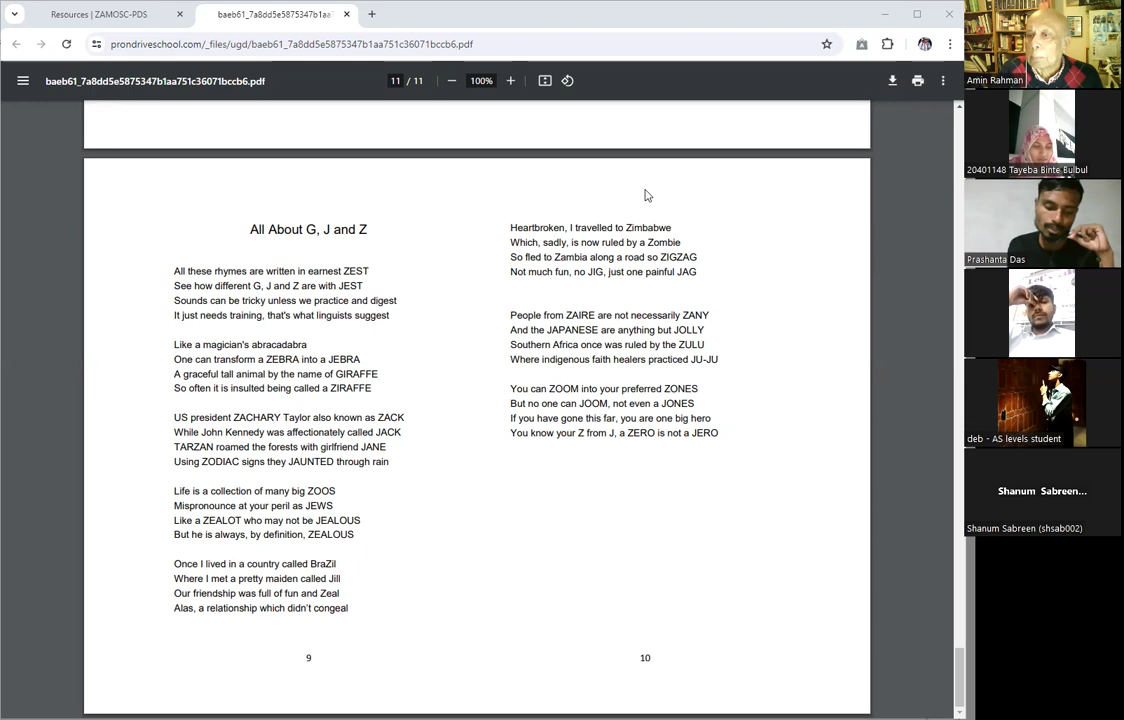 Resources | ZAMOSC-PDS
baeb61_7a8dd5e5875347b1aa7
prondriveschool.com/_files/ugd/baeb61_7a8dd5e5875347b1aa751c36071bccb6.pdf
baeb61_7a8dd5e5875347b1aa751c36071bccb6.pdf
11 / 11
100%
All About G, J and Z
All these rhymes are written in earnest ZEST
See how different G, J and Z are with JEST
Sounds can be tricky unless we practice and digest
It just needs training, that's what linguists suggest
Like a magician's abracadabra
One can transform a ZEBRA into a JEBRA
A graceful tall animal by the name of GIRAFFE
So often it is insulted being called a ZIRAFFE
US president ZACHARY Taylor also known as ZACK
While John Kennedy was affectionately called JACK
TARZAN roamed the forests with girlfriend JANE
Using ZODIAC signs they JAUNTED through rain
Life is a collection of many big ZOOS
Mispronounce at your peril as JEWS
Like a ZEALOT who may not be JEALOUS
But he is always, by definition, ZEALOUS
Once I lived in a country called BraZil
Where I met a pretty maiden called Jill
Our friendship was full of fun and Zeal
Alas, a relationship which didn't congeal
9
Heartbroken, I travelled to Zimbabwe
Which, sadly, is now ruled by a Zombie
So fled to Zambia along a road so ZIGZAG
Not much fun, no JIG, just one painful JAG
People from ZAIRE are not necessarily ZANY
And the JAPANESE are anything but JOLLY
Southern Africa once was ruled by the ZULU
Where indigenous faith healers practiced JU-JU
You can ZOOM into your preferred ZONES
But no one can JOOM, not even a JONES
If you have gone this far, you are one big hero
You know your Z from J, a ZERO is not a JERO
10
Amin Rahman
20401148 Tayeba Binte Bulbul
Prashanta Das
deb - AS levels student
Shanum Sabreen...
Shanum Sabreen (shsab002)